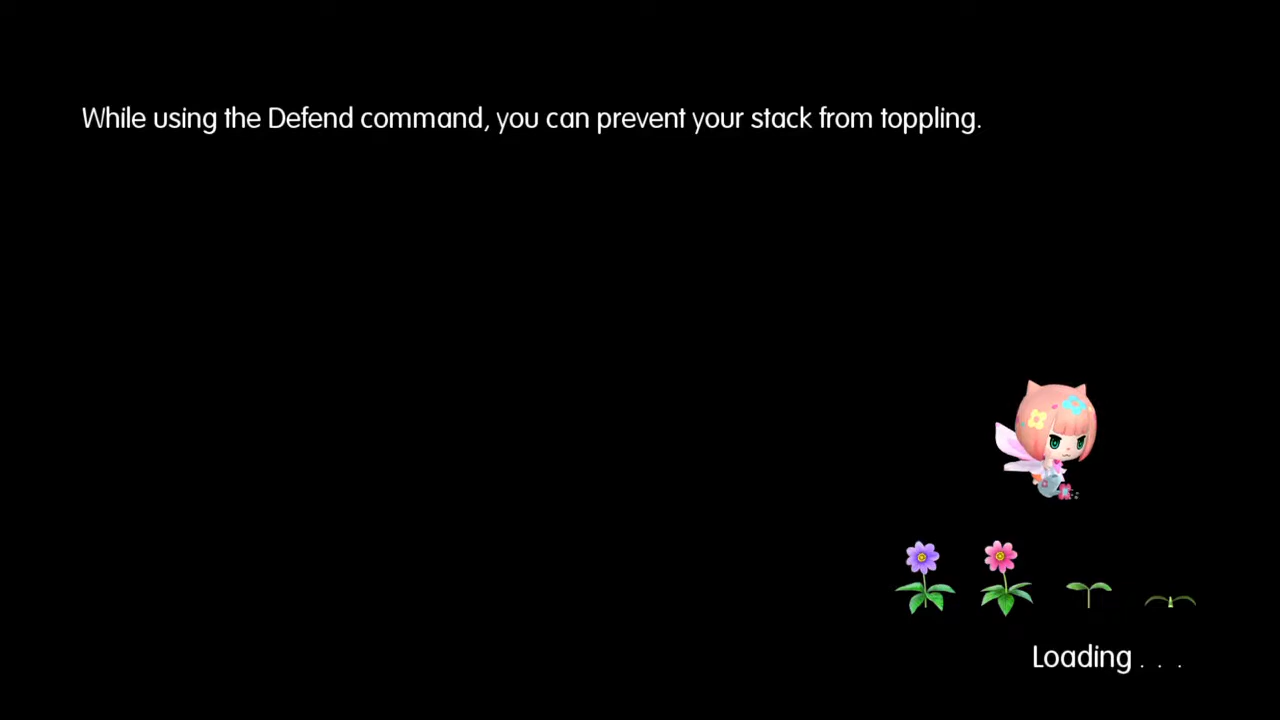 While using the Defend command, you can prevent your stack from toppling.
Loading . . .